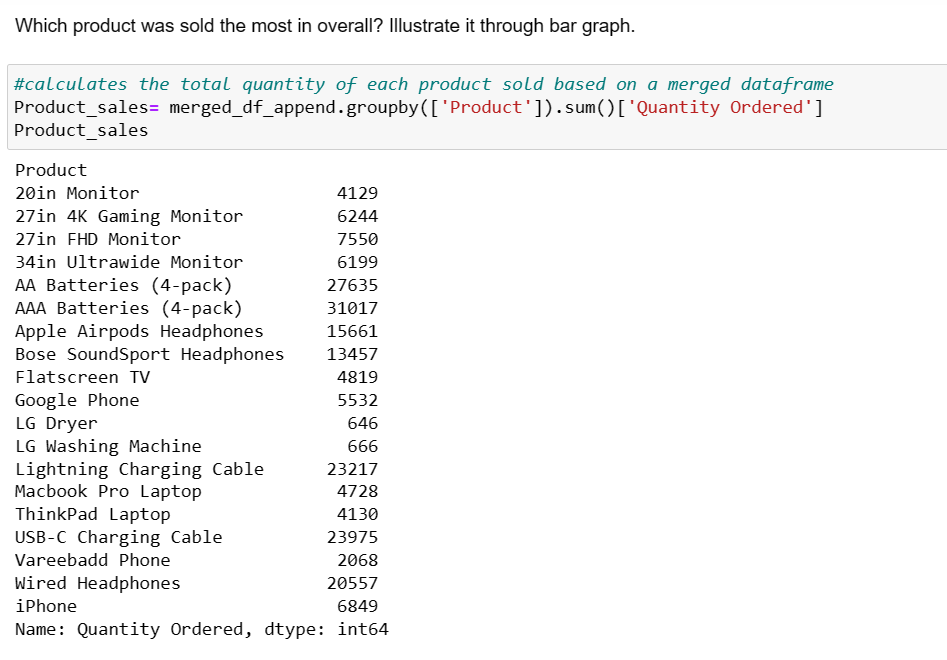 Which product was sold the most in overall? Illustrate it through bar graph.
#calculates the total quantity of each product sold based on a merged dataframe
Product_sales= merged_df_append.groupby(['Product']).sum()['Quantity Ordered']
Product_sales
Product
20in Monitor 4129
27in 4K Gaming Monitor 6244
27in FHD Monitor 7550
34in Ultrawide Monitor 6199
AA Batteries (4-pack) 27635
AAA Batteries (4-pack) 31017
Apple Airpods Headphones 15661
Bose SoundSport Headphones 13457
Flatscreen TV 4819
Google Phone 5532
LG Dryer 646
LG Washing Machine 666
Lightning Charging Cable 23217
Macbook Pro Laptop 4728
ThinkPad Laptop 4130
USB-C Charging Cable 23975
Vareebadd Phone 2068
Wired Headphones 20557
iPhone 6849
Name: Quantity Ordered, dtype: int64